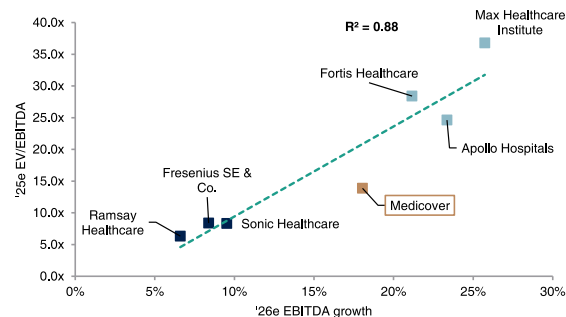 R² = 0.88
Max Healthcare
Institute
Fortis Healthcare
Apollo Hospitals
Fresenius SE &
Co.
Medicover
Ramsay
Healthcare
Sonic Healthcare
'25e EV/EBITDA
40.0x
35.0x
30.0x
25.0x
20.0x
15.0x
10.0x
5.0x
0.0x
0%
5%
10%
15%
20%
25%
30%
'26e EBITDA growth